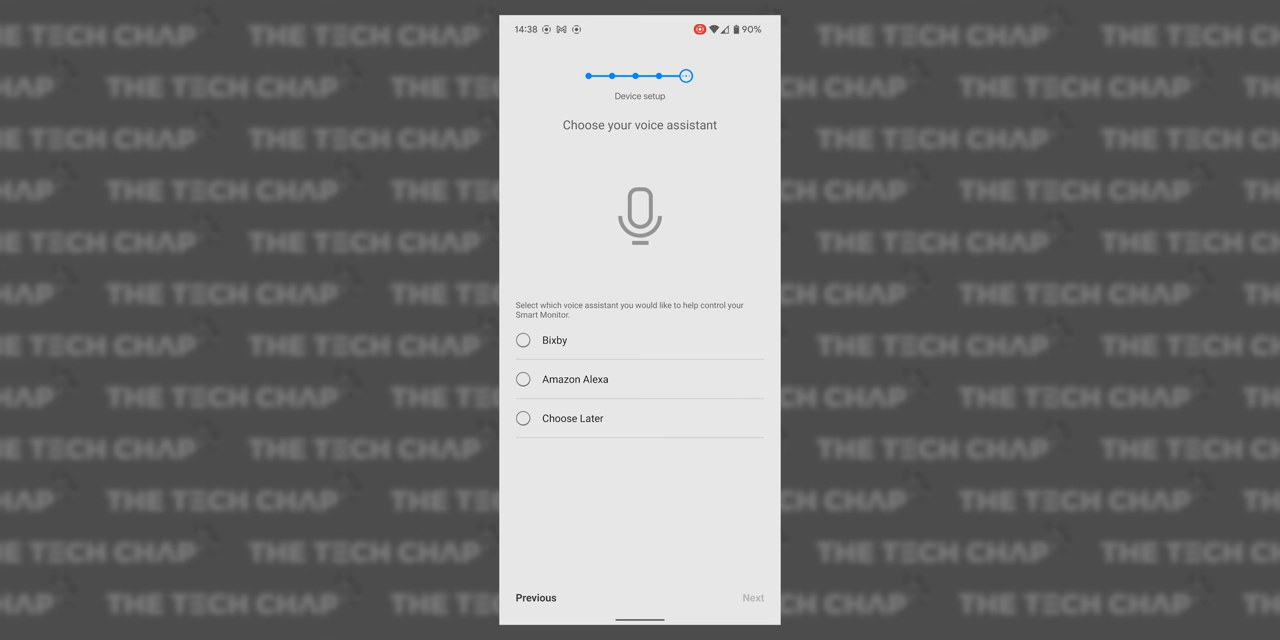 14:38 90%
Device setup
Choose your voice assistant
Select which voice assistant you would like to help control your
Smart Monitor.
Bixby
Amazon Alexa
Choose Later
Previous Next
THE TECH CHAP